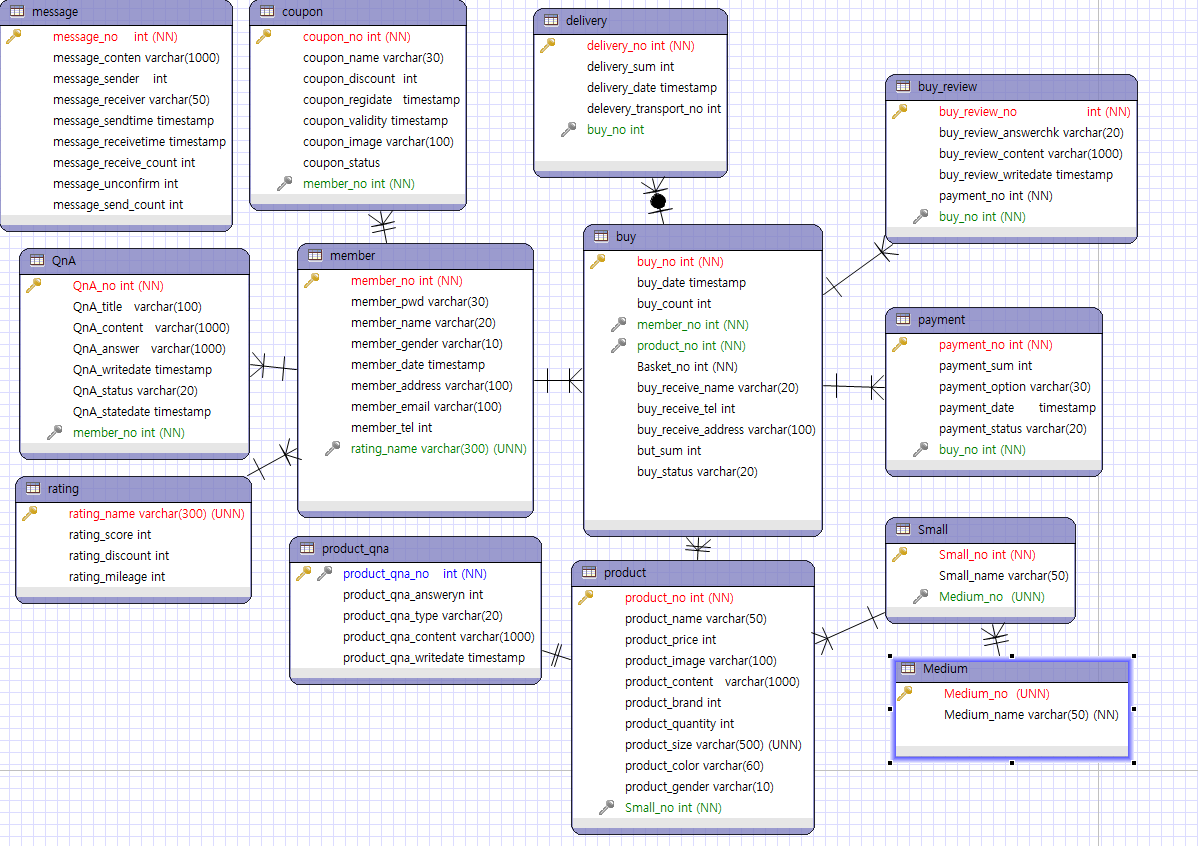 message
message_no int (NN)
message_conten varchar(1000)
message_sender int
message_receiver varchar(50)
message_sendtime timestamp
message_receivetime timestamp
message_receive_count int
message_unconfirm int
message_send_count int
coupon
coupon_no int (NN)
coupon_name varchar(30)
coupon_discount int
coupon_regidate timestamp
coupon_validity timestamp
coupon_image varchar(100)
coupon_status
member_no int (NN)
delivery
delivery_no int (NN)
delivery_sum int
delivery_date timestamp
delevery_transport_no int
buy_no int
buy_review
buy_review_no int (NN)
buy_review_answerchk varchar(20)
buy_review_content varchar(1000)
buy_review_writedate timestamp
payment_no int (NN)
buy_no int (NN)
QnA
QnA_no int (NN)
QnA_title varchar(100)
QnA_content varchar(1000)
QnA_answer varchar(1000)
QnA_writedate timestamp
QnA_status varchar(20)
QnA_statedate timestamp
member_no int (NN)
member
member_no int (NN)
member_pwd varchar(30)
member_name varchar(20)
member_gender varchar(10)
member_date timestamp
member_address varchar(100)
member_email varchar(100)
member_tel int
rating_name varchar(300) (UNN)
buy
buy_no int (NN)
buy_date timestamp
buy_count int
member_no int (NN)
product_no int (NN)
Basket_no int (NN)
buy_receive_name varchar(20)
buy_receive_tel int
buy_receive_address varchar(100)
but_sum int
buy_status varchar(20)
payment
payment_no int (NN)
payment_sum int
payment_option varchar(30)
payment_date timestamp
payment_status varchar(20)
buy_no int (NN)
rating
rating_name varchar(300) (UNN)
rating_score int
rating_discount int
rating_mileage int
product_qna
product_qna_no int (NN)
product_qna_answeryn int
product_qna_type varchar(20)
product_qna_content varchar(1000)
product_qna_writedate timestamp
product
product_no int (NN)
product_name varchar(50)
product_price int
product_image varchar(100)
product_content varchar(1000)
product_brand int
product_quantity int
product_size varchar(500) (UNN)
product_color varchar(60)
product_gender varchar(10)
Small_no int (NN)
Small
Small_no int (NN)
Small_name varchar(50)
Medium_no (UNN)
Medium
Medium_no (UNN)
Medium_name varchar(50) (NN)